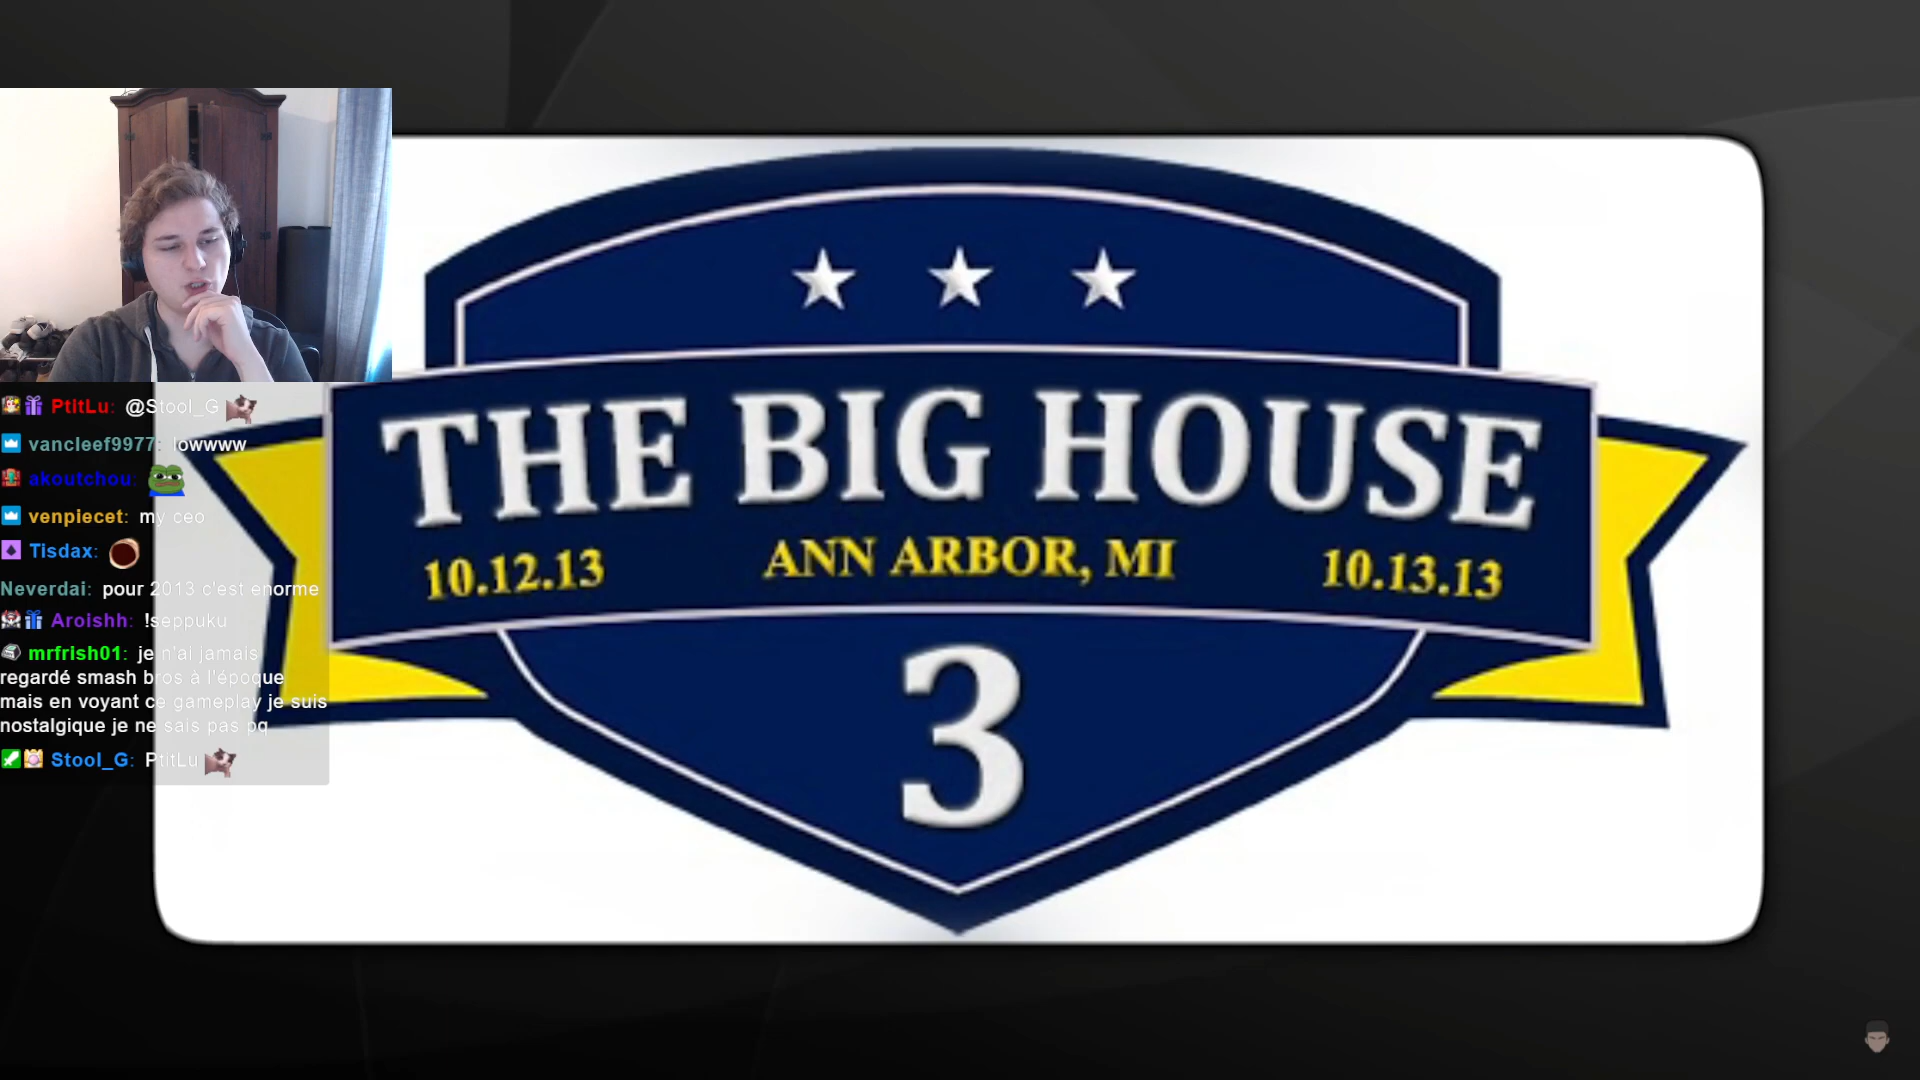 THE BIG HOUSE
10.12.13 ANN ARBOR, MI 10.13.13
3
PtitLu: @Stool_G
vancleef9977: lowwww
akoutchou:
venpiecet: my ceo
Tisdax:
Neverdai: pour 2013 c'est enorme
Aroishh: !seppuku
mrfrish01: je n'ai jamais
regardé smash bros à l'époque
mais en voyant ce gameplay je suis
nostalgique je ne sais pas pq
Stool_G: PtitLu